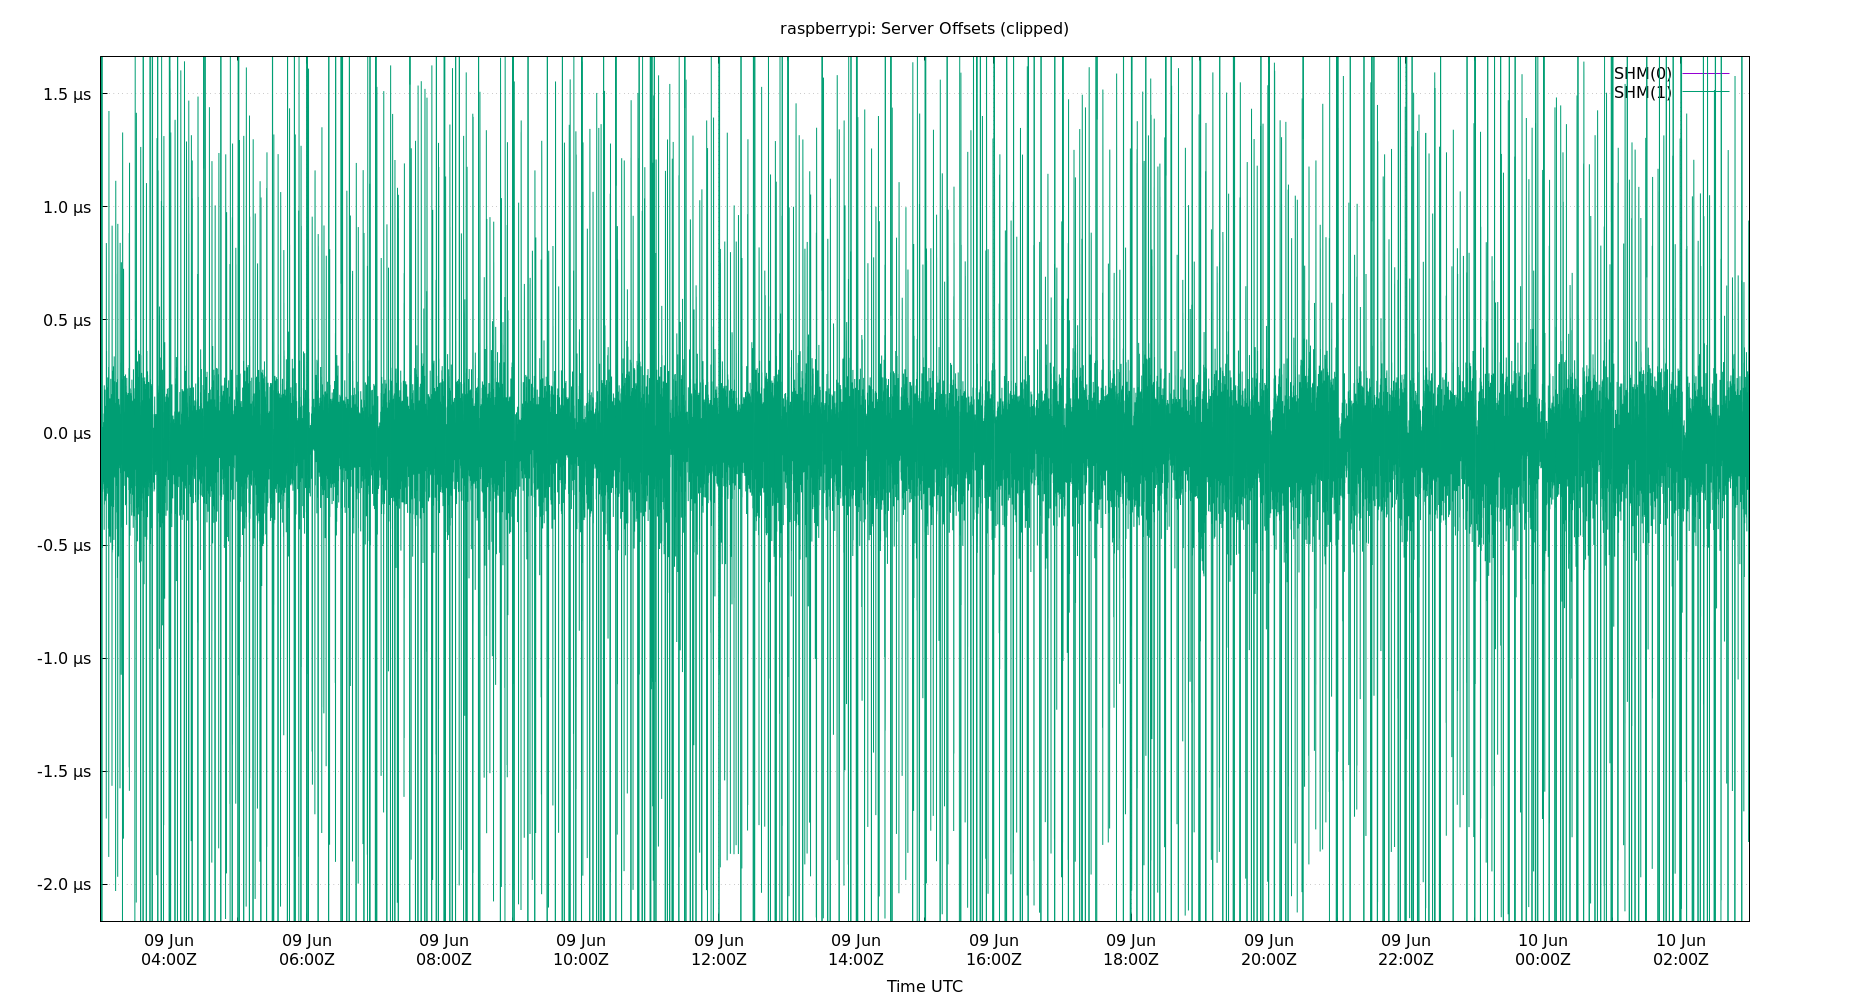 raspberrypi: Server Offsets (clipped)
SHM(0)
SHM(1)
1.5 µs
1.0 µs
0.5 µs
0.0 µs
-0.5 µs
-1.0 µs
-1.5 µs
-2.0 µs
09 Jun 09 Jun 09 Jun 09 Jun 09 Jun 09 Jun 09 Jun 09 Jun 09 Jun 09 Jun 10 Jun 10 Jun
04:00Z 06:00Z 08:00Z 10:00Z 12:00Z 14:00Z 16:00Z 18:00Z 20:00Z 22:00Z 00:00Z 02:00Z
Time UTC